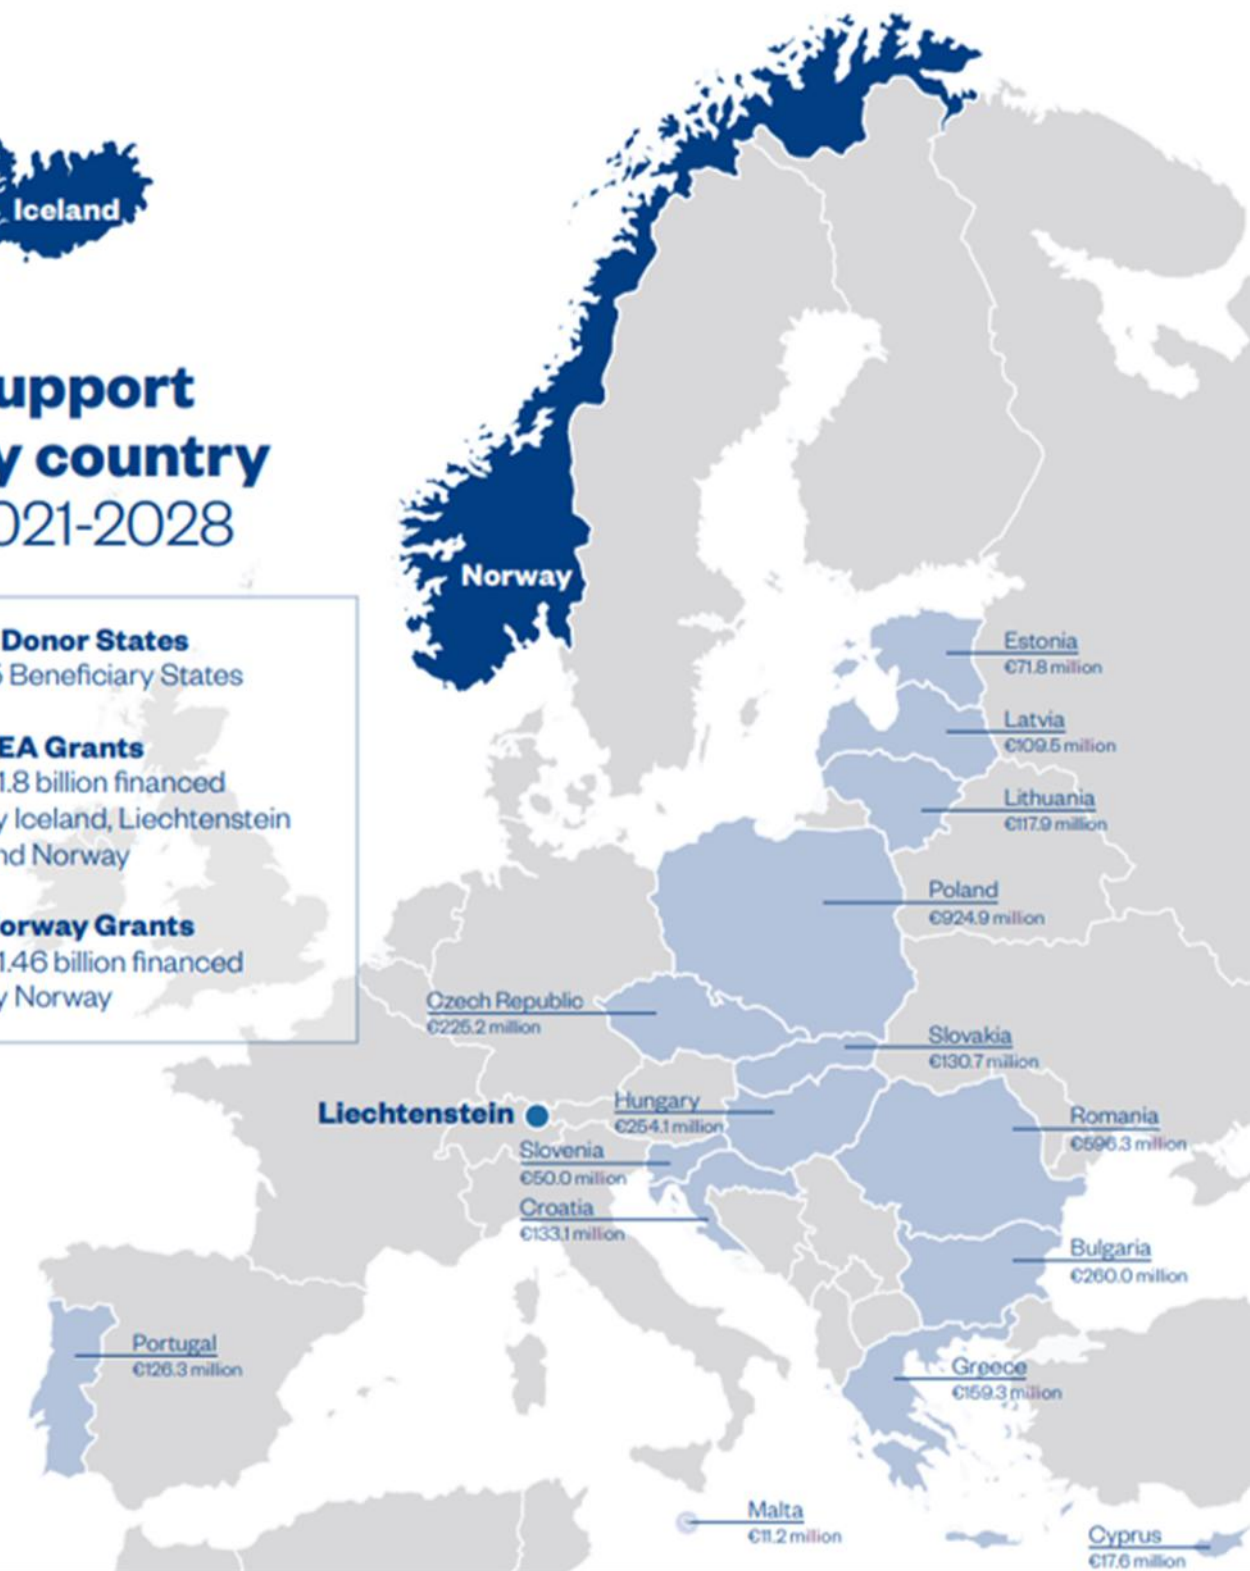 Iceland
upport
y country
021-2028
Norway
Donor States
5 Beneficiary States
EA Grants
1.8 billion financed
y Iceland, Liechtenstein
nd Norway
orway Grants
1.46 billion financed
y Norway
Estonia
€71.8 million
Latvia
€109.5 million
Lithuania
€117.9 million
Poland
€924.9 million
Czech Republic
€225.2 million
Slovakia
€130.7 million
Liechtenstein
Hungary
€254.1 million
Romania
€596.3 million
Slovenia
€50.0 million
Croatia
€133.1 million
Bulgaria
€260.0 million
Portugal
€126.3 million
Greece
€159.3 million
Malta
€11.2 million
Cyprus
€17.6 million